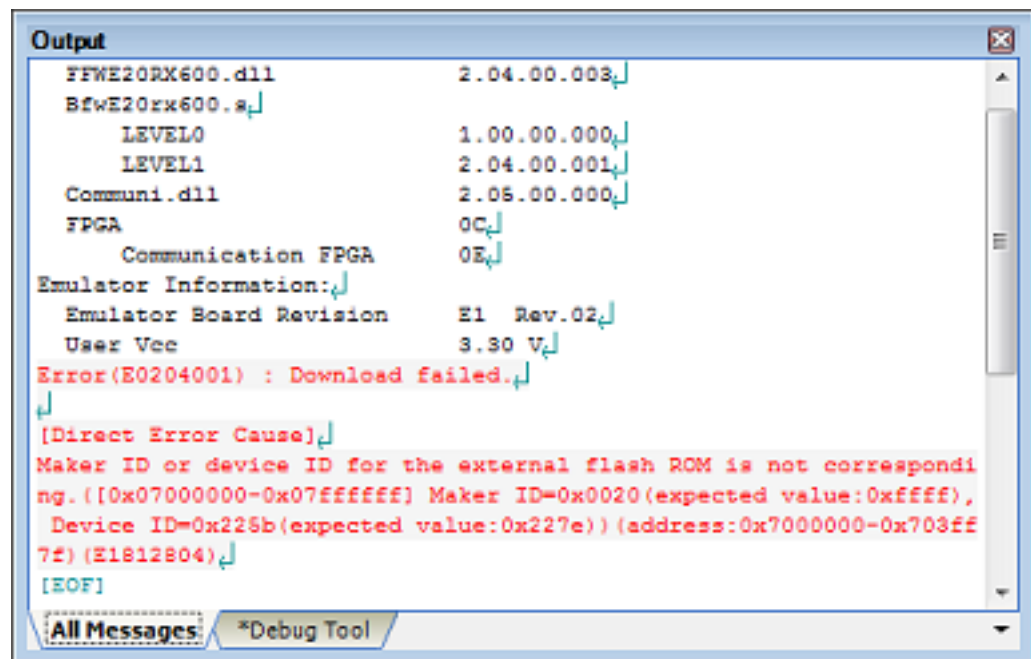 Output
FFWE20RX600.dll 2.04.00.003
BfwE20rx600.s
LEVEL0 1.00.00.000
LEVEL1 2.04.00.001
Communi.dll 2.05.00.000
FPGA 0C
Communication FPGA 0E
Emulator Information:
Emulator Board Revision E1 Rev.02
User Vcc 3.30 V
Error(E0204001) : Download failed.
[Direct Error Cause]
Maker ID or device ID for the external flash ROM is not correspondi
ng.([0x07000000-0x07ffffff] Maker ID=0x0020(expected value:0xffff),
Device ID=0x225b(expected value:0x227e))(address:0x7000000-0x703ff
7f)(E1812804)
[EOF]
All Messages *Debug Tool